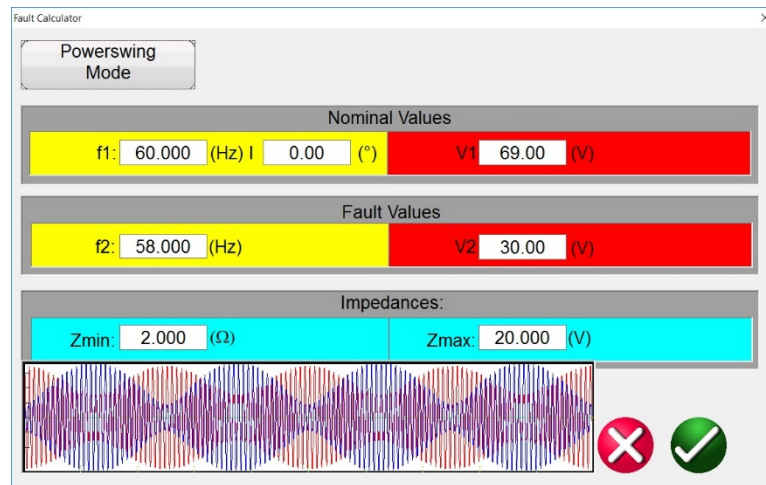 Fault Calculator
Powerswing
Mode
Nominal Values
f1: 60.000 (Hz) I 0.00 (°) V1 69.00 (V)
Fault Values
f2: 58.000 (Hz) V2 30.00 (V)
Impedances:
Zmin: 2.000 (Ω) Zmax: 20.000 (V)